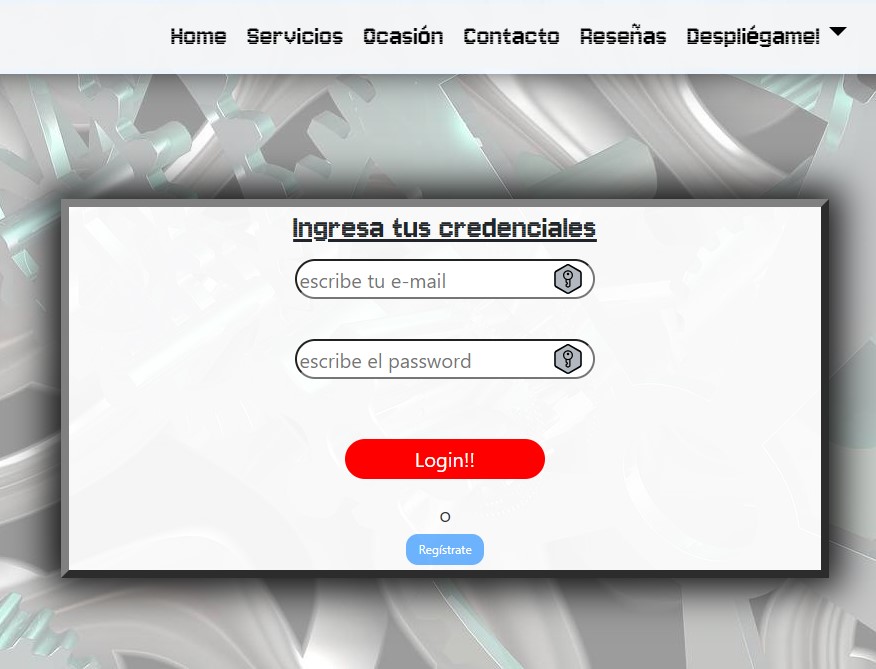 Home Servicios Ocasión Contacto Reseñas Despliégame!
Ingresa tus credenciales
escribe tu e-mail
escribe el password
Login!!
O
Regístrate